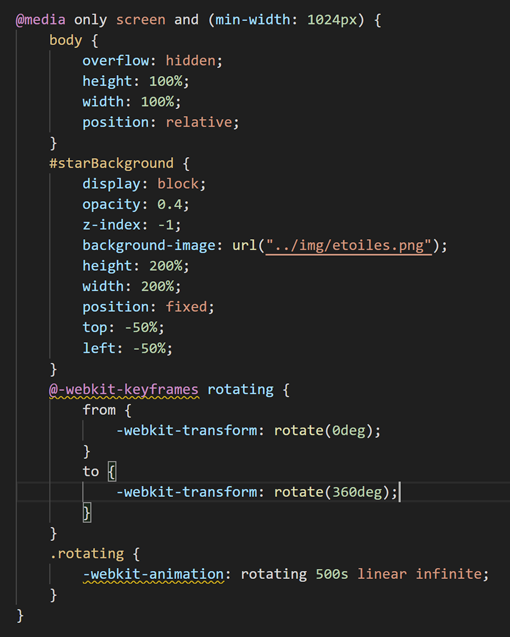 @media only screen and (min-width: 1024px) {
    body {
        overflow: hidden;
        height: 100%;
        width: 100%;
        position: relative;
    }
    #starBackground {
        display: block;
        opacity: 0.4;
        z-index: -1;
        background-image: url("../img/etoiles.png");
        height: 200%;
        width: 200%;
        position: fixed;
        top: -50%;
        left: -50%;
    }
    @-webkit-keyframes rotating {
        from {
            -webkit-transform: rotate(0deg);
        }
        to {
            -webkit-transform: rotate(360deg);
        }
    }
    .rotating {
        -webkit-animation: rotating 500s linear infinite;
    }
}